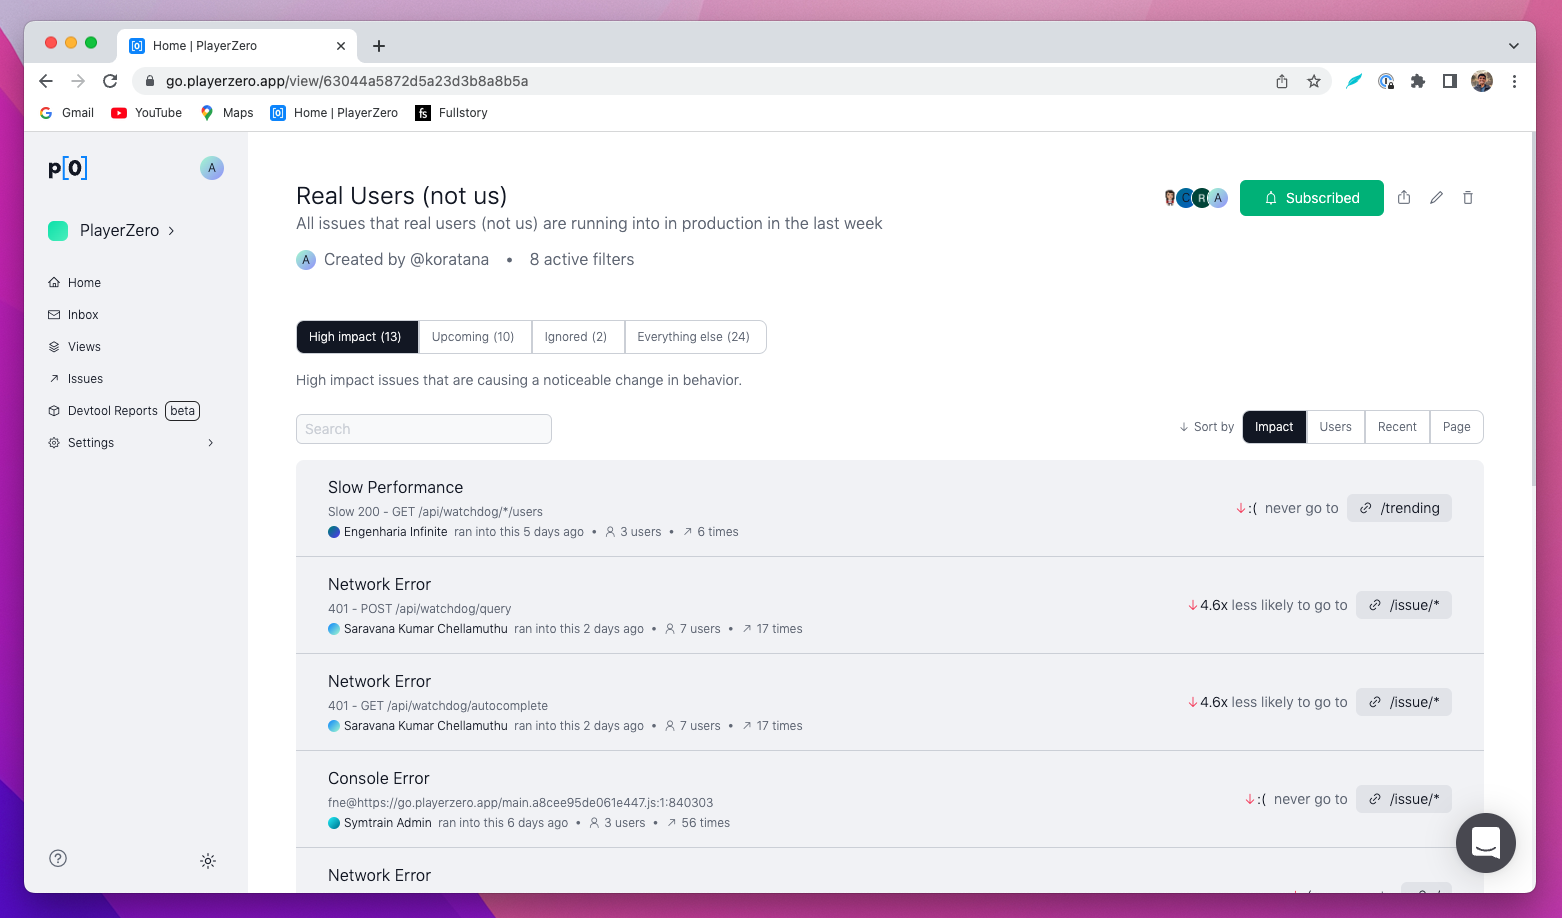 Home | PlayerZero
go.playerzero.app/view/63044a5872d5a23d3b8a8b5a
Gmail YouTube Maps Home | PlayerZero fs Fullstory
p[0] A
PlayerZero
Home
Inbox
Views
Issues
Devtool Reports beta
Settings
Real Users (not us)
All issues that real users (not us) are running into in production in the last week
A Created by @koratana • 8 active filters
C R A Subscribed
High impact (13) Upcoming (10) Ignored (2) Everything else (24)
High impact issues that are causing a noticeable change in behavior.
Search
Sort by Impact Users Recent Page
Slow Performance
Slow 200 - GET /api/watchdog/*/users
Engenharia Infinite ran into this 5 days ago • 3 users • 6 times
:( never go to /trending
Network Error
401 - POST /api/watchdog/query
Saravana Kumar Chellamuthu ran into this 2 days ago • 7 users • 17 times
4.6x less likely to go to /issue/*
Network Error
401 - GET /api/watchdog/autocomplete
Saravana Kumar Chellamuthu ran into this 2 days ago • 7 users • 17 times
4.6x less likely to go to /issue/*
Console Error
fne@https://go.playerzero.app/main.a8cee95de061e447.js:1:840303
Symtrain Admin ran into this 6 days ago • 3 users • 56 times
:( never go to /issue/*
Network Error